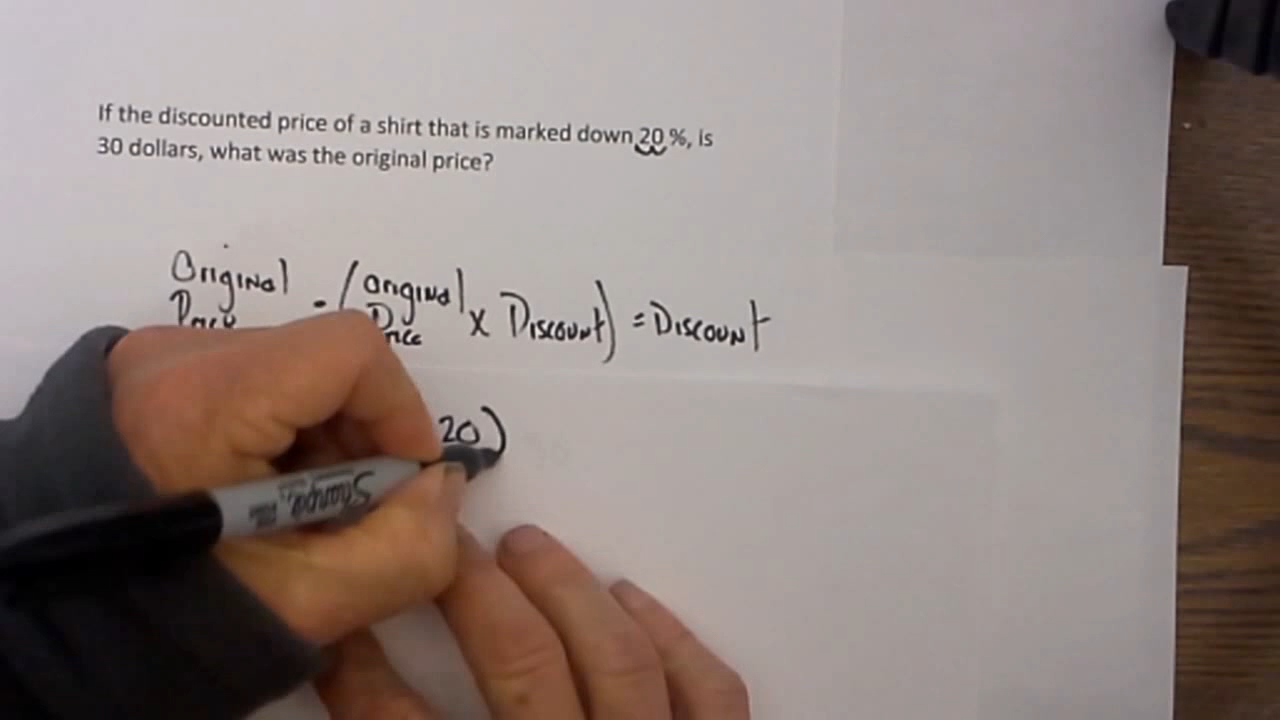 If the discounted price of a shirt that is marked down 20 %, is
30 dollars, what was the original price?
Original Price - (Original Price x Discount) = Discount
20)
Sharpie